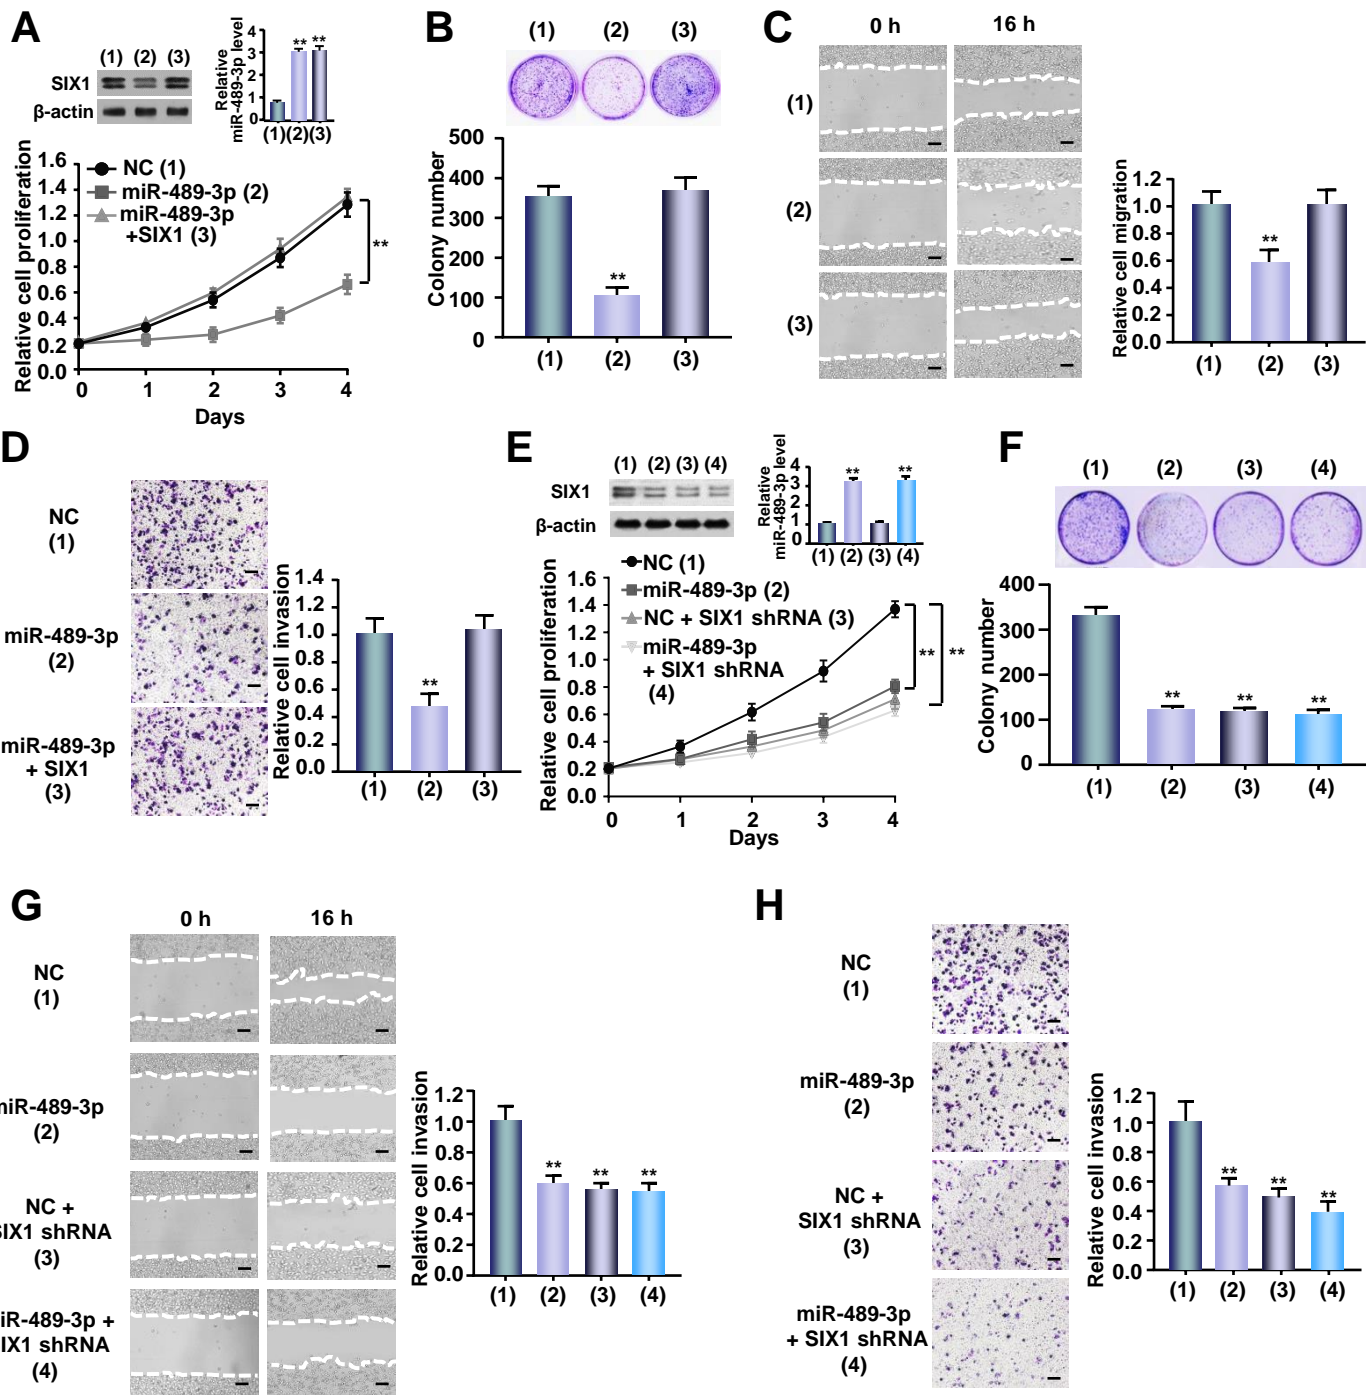 A
(1) (2) (3)
SIX1
β-actin
Relative
miR-489-3p level
4
3
2
1
0
** **
(1)(2)(3)
Relative cell proliferation
1.6
1.4
1.2
1.0
0.8
0.6
0.4
0.2
0.0
NC (1)
miR-489-3p (2)
miR-489-3p
+SIX1 (3)
**
0 1 2 3 4
Days
B
(1) (2) (3)
Colony number
500
400
300
200
100
0
**
(1) (2) (3)
C
0 h 16 h
(1)
(2)
(3)
Relative cell migration
1.2
1.0
0.8
0.6
0.4
0.2
0.0
**
(1) (2) (3)
D
NC
(1)
miR-489-3p
(2)
miR-489-3p
+ SIX1
(3)
Relative cell invasion
1.4
1.2
1.0
0.8
0.6
0.4
0.2
0.0
**
(1) (2) (3)
E
(1) (2) (3) (4)
SIX1
β-actin
Relative
miR-489-3p level
4
3
2
1
0
** **
(1) (2) (3) (4)
Relative cell proliferation
1.6
1.4
1.2
1.0
0.8
0.6
0.4
0.2
0.0
NC (1)
miR-489-3p (2)
NC + SIX1 shRNA (3)
miR-489-3p
+ SIX1 shRNA
(4)
** **
0 1 2 3 4
Days
F
(1) (2) (3) (4)
Colony number
400
300
200
100
0
** ** **
(1) (2) (3) (4)
G
0 h 16 h
NC
(1)
miR-489-3p
(2)
NC +
SIX1 shRNA
(3)
miR-489-3p +
SIX1 shRNA
(4)
Relative cell invasion
1.2
1.0
0.8
0.6
0.4
0.2
0.0
** ** **
(1) (2) (3) (4)
H
NC
(1)
miR-489-3p
(2)
NC +
SIX1 shRNA
(3)
miR-489-3p
+ SIX1 shRNA
(4)
Relative cell invasion
1.2
1.0
0.8
0.6
0.4
0.2
0.0
** ** **
(1) (2) (3) (4)